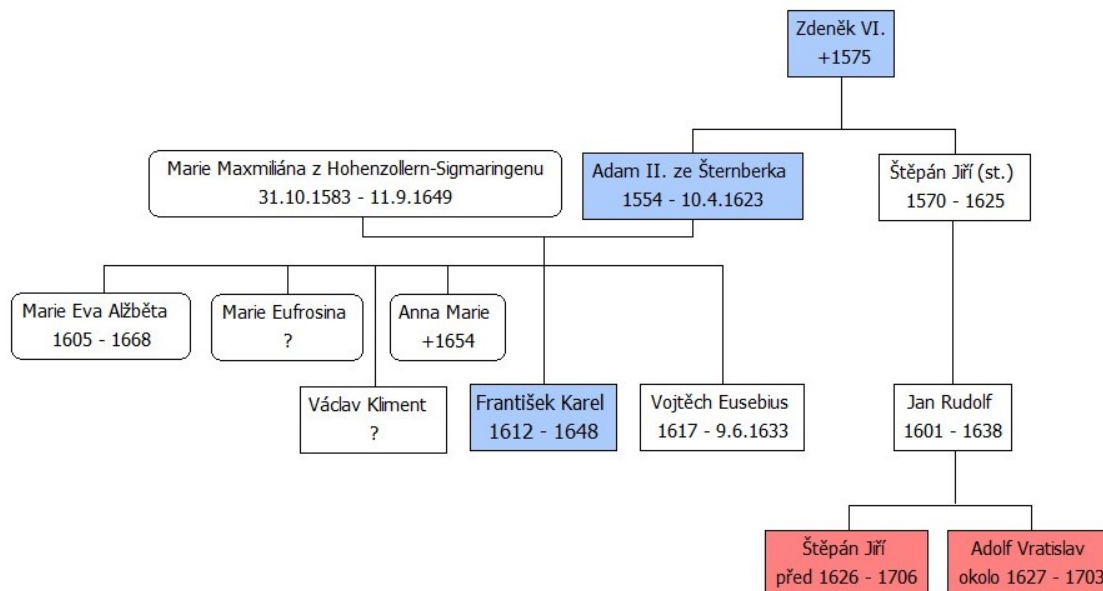 Zdeněk VI.
+1575
Marie Maxmiliána z Hohenzollern-Sigmaringenu
31.10.1583 - 11.9.1649
Adam II. ze Šternberka
1554 - 10.4.1623
Štěpán Jiří (st.)
1570 - 1625
Marie Eva Alžběta
1605 - 1668
Marie Eufrosina
?
Anna Marie
+1654
Václav Kliment
?
František Karel
1612 - 1648
Vojtěch Eusebius
1617 - 9.6.1633
Jan Rudolf
1601 - 1638
Štěpán Jiří
před 1626 - 1706
Adolf Vratislav
okolo 1627 - 1703